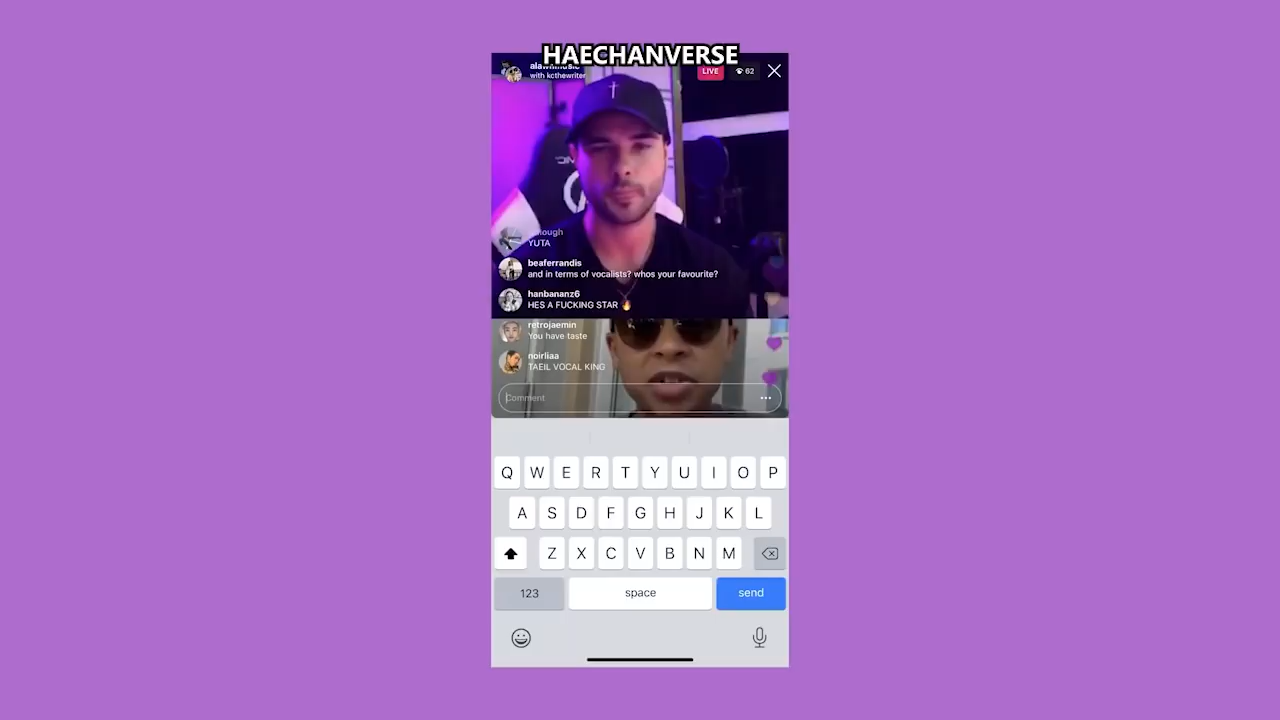 HAECHANVERSE
with kcthewriter
LIVE
62
YUTA
beaferrandis
and in terms of vocalists? whos your favourite?
hanbananz6
HES A FUCKING STAR 🔥
retrojaemin
You have taste
noirliaa
TAEIL VOCAL KING
Comment
Q W E R T Y U I O P
A S D F G H J K L
Z X C V B N M
123
space
send